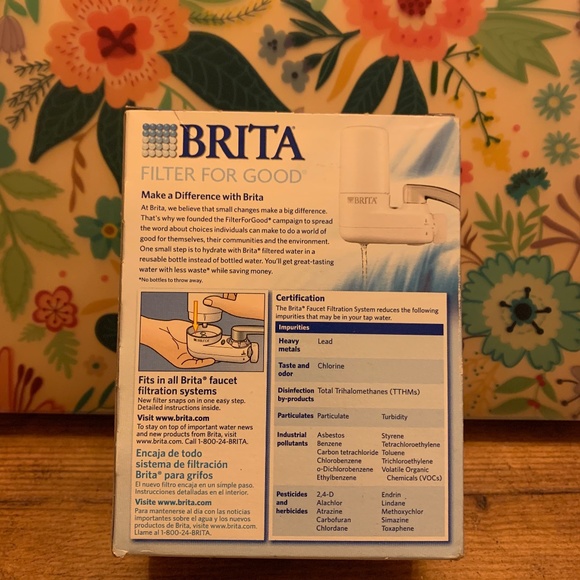 BRITA
FILTER FOR GOOD®
Make a Difference with Brita
At Brita, we believe that small changes make a big difference.
That's why we founded the FilterForGood® campaign to spread
the word about choices individuals can make to do a world of
good for themselves, their communities and the environment.
One small step is to hydrate with Brita® filtered water in a
reusable bottle instead of bottled water. You'll get great-tasting
water with less waste* while saving money.
*No bottles to throw away.
BRITA
BRITA
Fits in all Brita® faucet
filtration systems
New filter snaps on in one easy step.
Detailed instructions inside.
Visit www.brita.com
To stay on top of important water news
and new products from Brita, visit
www.brita.com. Call 1-800-24-BRITA.
Encaja de todo
sistema de filtración
Brita® para grifos
El nuevo filtro encaja en un simple paso.
Instrucciones detalladas en el interior.
Visite www.brita.com
Para mantenerse al día con las noticias
importantes sobre el agua y los nuevos
productos de Brita, visite www.brita.com.
Llame al 1-800-24-BRITA.
Certification
The Brita® Faucet Filtration System reduces the following
impurities that may be in your tap water.
Impurities
Heavy metals Lead
Taste and odor Chlorine
Disinfection by-products Total Trihalomethanes (TTHMs)
Particulates Particulate Turbidity
Industrial pollutants Asbestos Styrene
Benzene Tetrachloroethylene
Carbon tetrachloride Toluene
Chlorobenzene Trichloroethylene
o-Dichlorobenzene Volatile Organic
Ethylbenzene Chemicals (VOCs)
Pesticides and herbicides 2,4-D Endrin
Alachlor Lindane
Atrazine Methoxychlor
Carbofuran Simazine
Chlordane Toxaphene